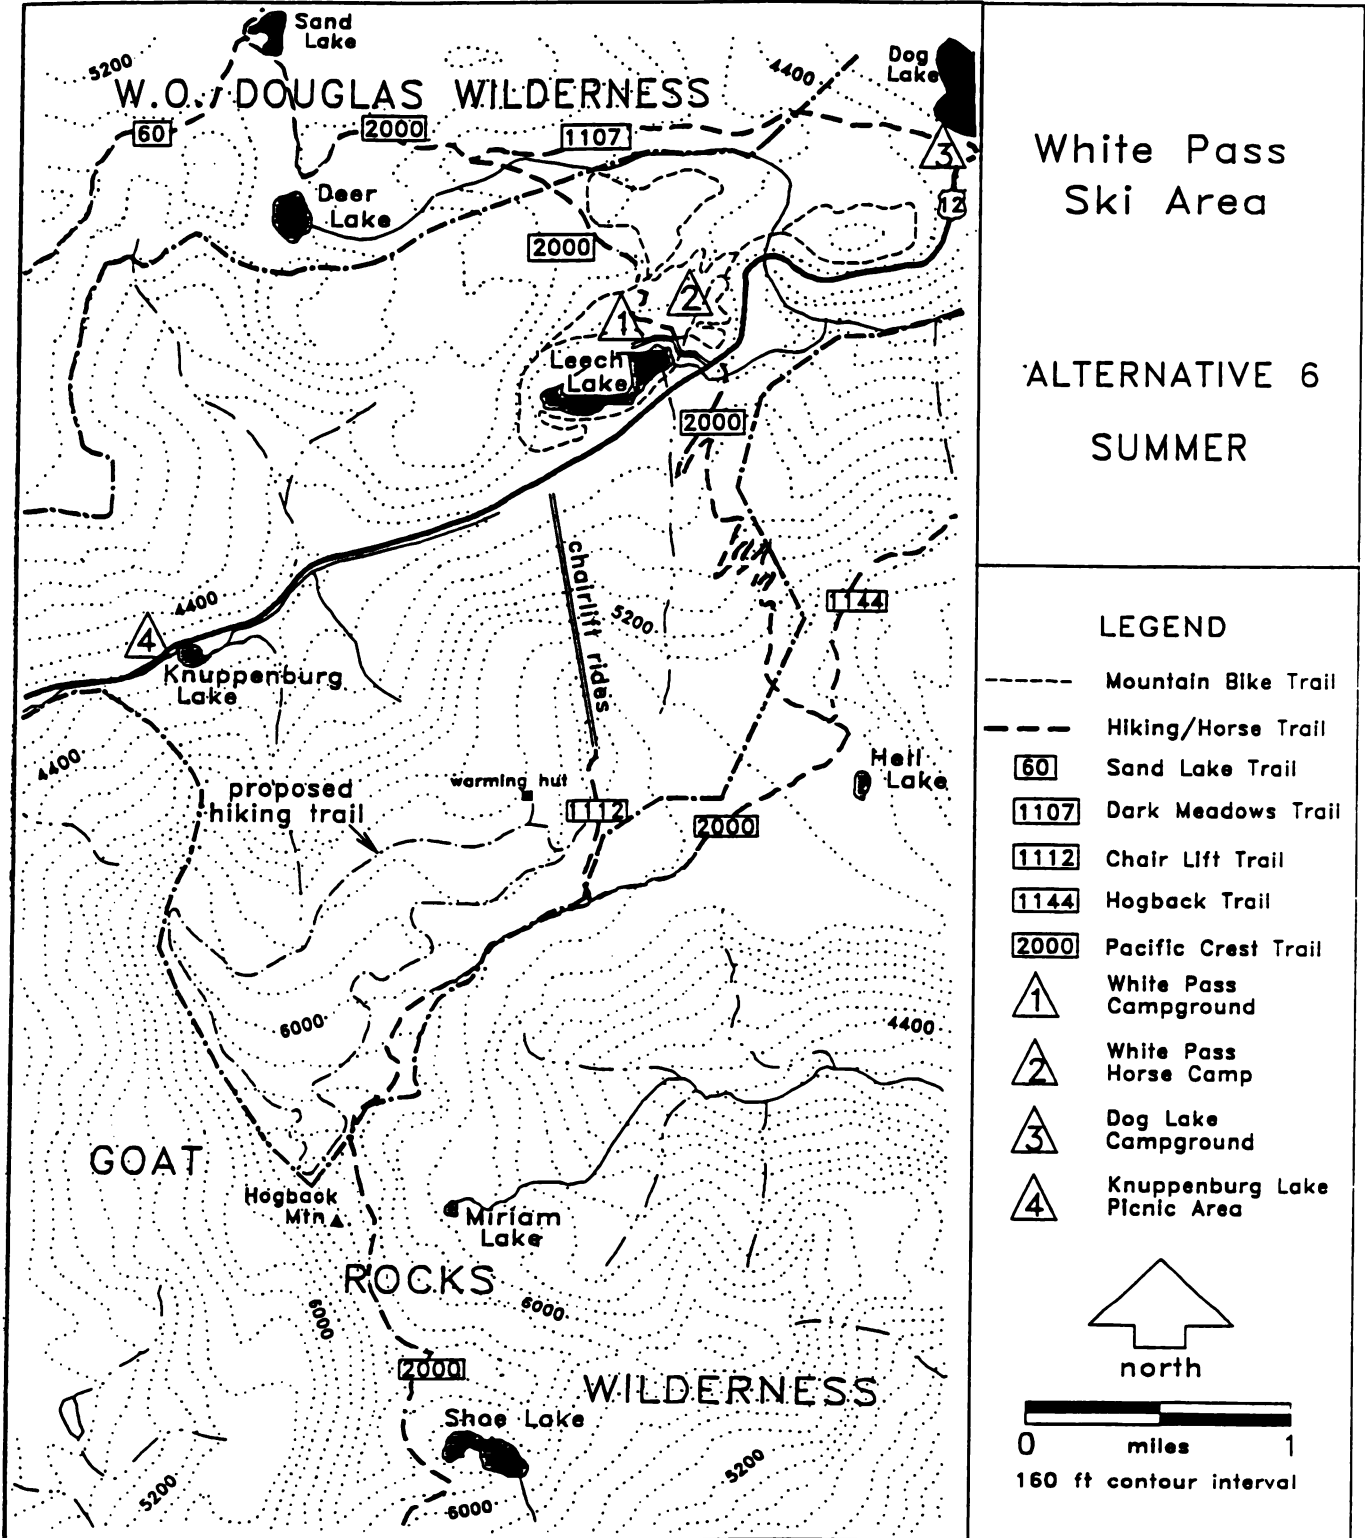 Sand
Lake
5200
W.O. DOUGLAS WILDERNESS
4400
Dog
Lake
60
2000
1107
3
Deer
Lake
12
2000
2
1
Leech
Lake
2000
chairlift rides
4400
5200
1144
4
Knuppenburg
Lake
4400
Hell
Lake
warming hut
proposed
hiking trail
1112
2000
6000
4400
GOAT
Hogback
Mtn
Miriam
Lake
ROCKS
6000
6000
2000
WILDERNESS
Shoe Lake
5200
5200
6000
White Pass
Ski Area
ALTERNATIVE 6
SUMMER
LEGEND
Mountain Bike Trail
Hiking/Horse Trail
60 Sand Lake Trail
1107 Dark Meadows Trail
1112 Chair Lift Trail
1144 Hogback Trail
2000 Pacific Crest Trail
1 White Pass
Campground
2 White Pass
Horse Camp
3 Dog Lake
Campground
4 Knuppenburg Lake
Picnic Area
north
0 miles 1
160 ft contour interval